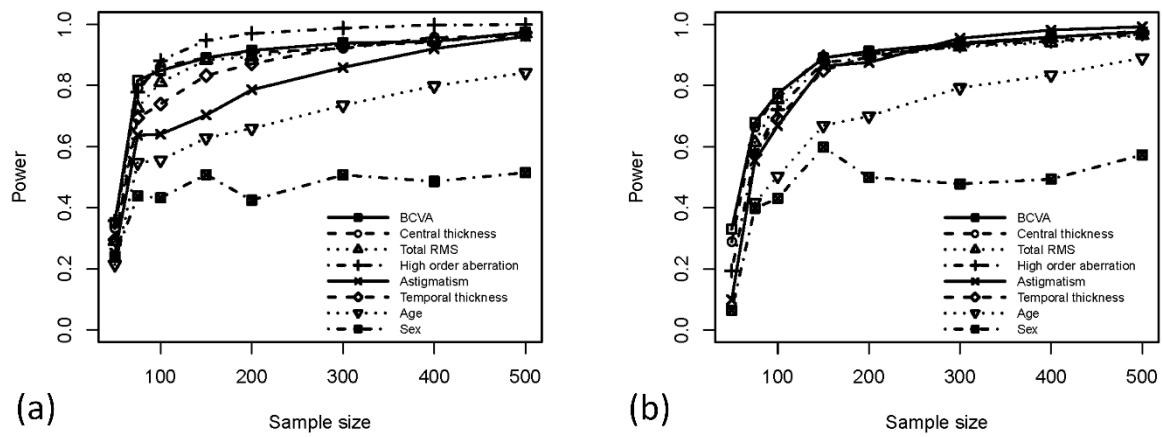 1.0
0.8
0.6
0.4
0.2
0.0
Power
BCVA
Central thickness
Total RMS
High order aberration
Astigmatism
Temporal thickness
Age
Sex
100 200 300 400 500
Sample size
(a)
1.0
0.8
0.6
0.4
0.2
0.0
Power
BCVA
Central thickness
Total RMS
High order aberration
Astigmatism
Temporal thickness
Age
Sex
100 200 300 400 500
Sample size
(b)